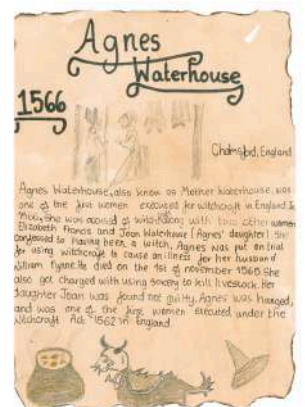 Agnes
Waterhouse
1566
Chelmsford, England
Agnes Waterhouse, also know as Mother Waterhouse, was
one of the first women executed for witchcraft in England. In
1566, she was accused of witch along with two other women
Elizabeth Francis and Joan Waterhouse (Agnes' daughter). She
confessed to having been a witch, Agnes was put on trial
for using witchcraft to cause an illness for her husband
William Fynne. He died on the 1st of november 1565. She
also got charged with using sorcery to kill livestock. Her
daughter Joan was found not guilty. Agnes was hanged,
and was one of the first women executed under the
Witchcraft Act 1562 in England